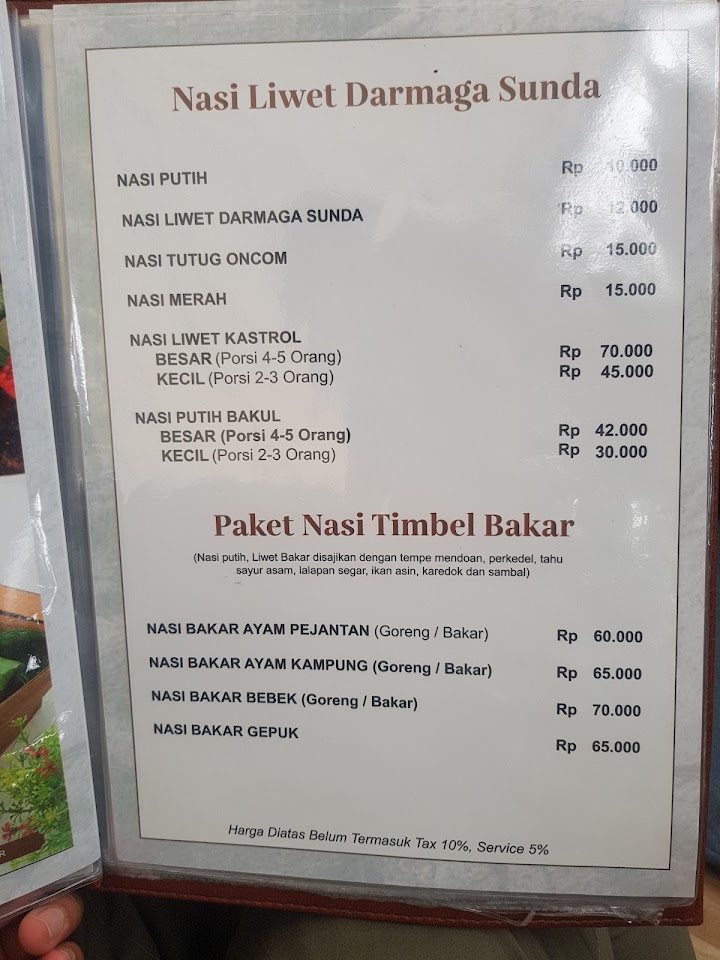 Nasi Liwet Darmaga Sunda
NASI PUTIH Rp 10.000
NASI LIWET DARMAGA SUNDA Rp 12.000
NASI TUTUG ONCOM Rp 15.000
NASI MERAH Rp 15.000
NASI LIWET KASTROL
BESAR (Porsi 4-5 Orang) Rp 70.000
KECIL (Porsi 2-3 Orang) Rp 45.000
NASI PUTIH BAKUL
BESAR (Porsi 4-5 Orang) Rp 42.000
KECIL (Porsi 2-3 Orang) Rp 30.000
Paket Nasi Timbel Bakar
(Nasi putih, Liwet Bakar disajikan dengan tempe mendoan, perkedel, tahu
sayur asam, lalapan segar, ikan asin, karedok dan sambal)
NASI BAKAR AYAM PEJANTAN (Goreng / Bakar) Rp 60.000
NASI BAKAR AYAM KAMPUNG (Goreng / Bakar) Rp 65.000
NASI BAKAR BEBEK (Goreng / Bakar) Rp 70.000
NASI BAKAR GEPUK Rp 65.000
Harga Diatas Belum Termasuk Tax 10%, Service 5%